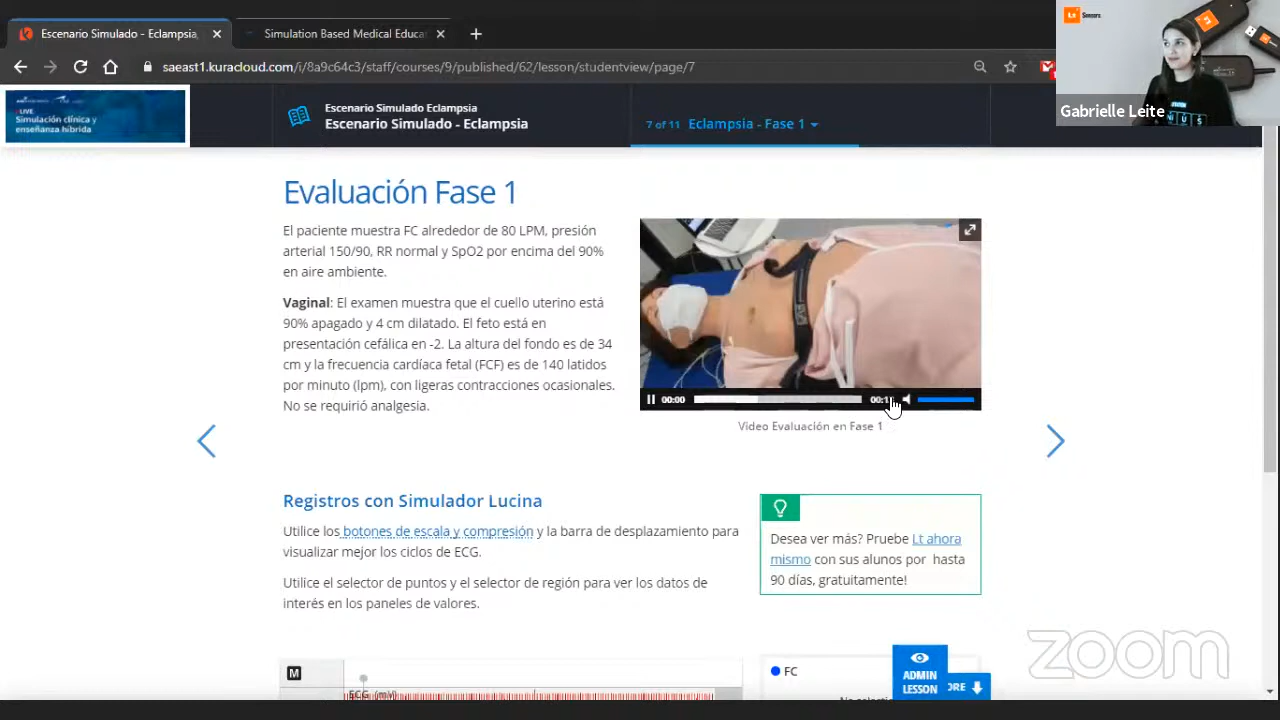 Escenario Simulado - Eclampsia,
Simulation Based Medical Educat
saeast1.kuracloud.com/i/8a9c64c3/staff/courses/9/published/62/lesson/studentview/page/7
Lt Sensors
Gabrielle Leite
LIVE
Simulación clínica y
enseñanza híbrida
Escenario Simulado Eclampsia
Escenario Simulado - Eclampsia
7 of 11 Eclampsia - Fase 1
Evaluación Fase 1
El paciente muestra FC alrededor de 80 LPM, presión
arterial 150/90, RR normal y SpO2 por encima del 90%
en aire ambiente.
Vaginal: El examen muestra que el cuello uterino está
90% apagado y 4 cm dilatado. El feto está en
presentación cefálica en -2. La altura del fondo es de 34
cm y la frecuencia cardíaca fetal (FCF) es de 140 latidos
por minuto (lpm), con ligeras contracciones ocasionales.
No se requirió analgesia.
00:00
Video Evaluación en Fase 1
Registros con Simulador Lucina
Utilice los botones de escala y compresión y la barra de desplazamiento para
visualizar mejor los ciclos de ECG.
Utilice el selector de puntos y el selector de región para ver los datos de
interés en los paneles de valores.
Desea ver más? Pruebe Lt ahora
mismo con sus alunos por hasta
90 días, gratuitamente!
zoom
M
ECG (mV)
FC
ADMIN
LESSON